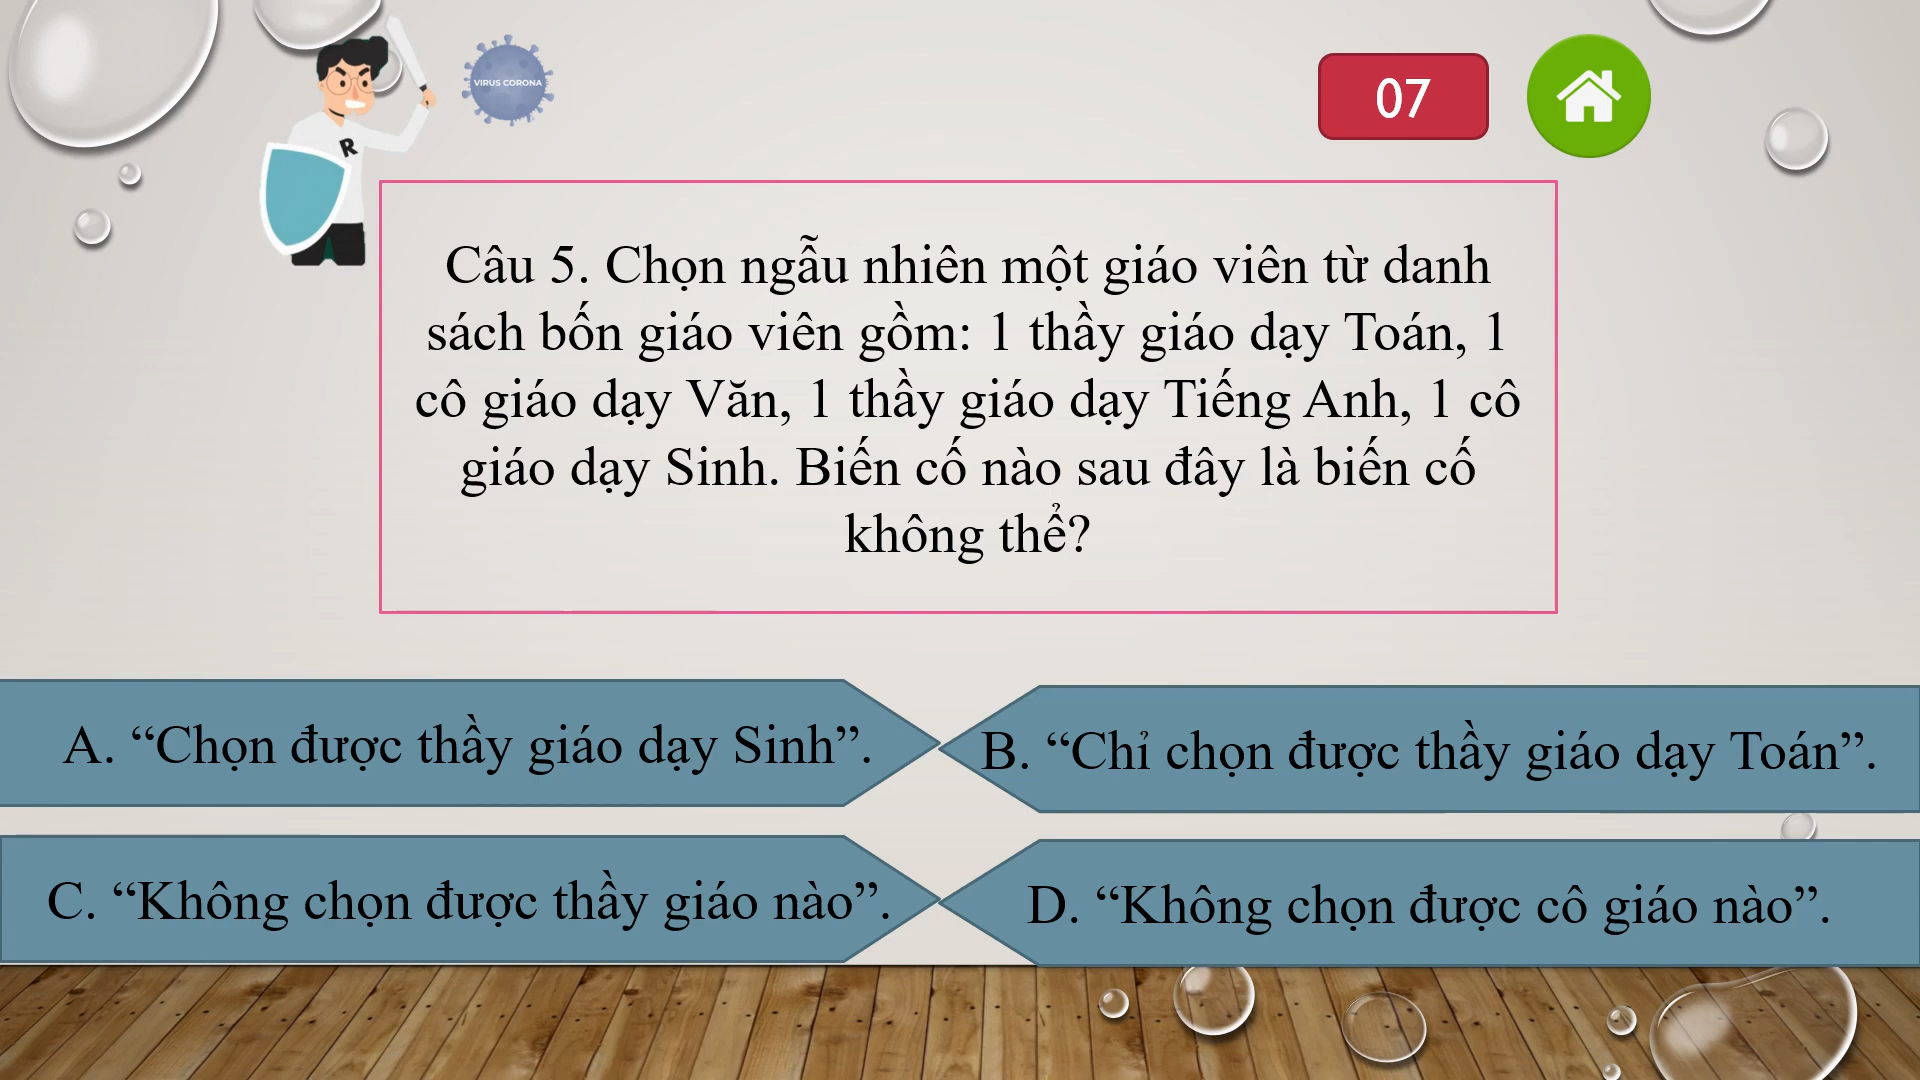 R
VIRUS CORONA
07
Câu 5. Chọn ngẫu nhiên một giáo viên từ danh
sách bốn giáo viên gồm: 1 thầy giáo dạy Toán, 1
cô giáo dạy Văn, 1 thầy giáo dạy Tiếng Anh, 1 cô
giáo dạy Sinh. Biến cố nào sau đây là biến cố
không thể?
A. “Chọn được thầy giáo dạy Sinh”.
B. “Chỉ chọn được thầy giáo dạy Toán”.
C. “Không chọn được thầy giáo nào”.
D. “Không chọn được cô giáo nào”.